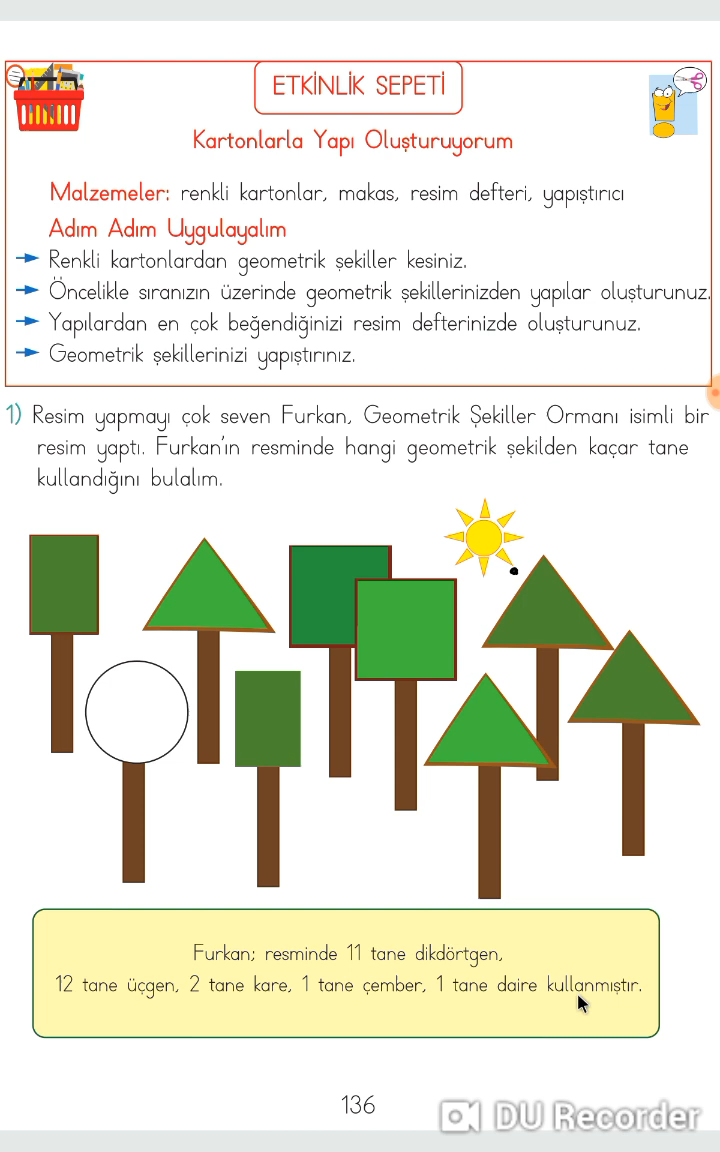 ETKİNLİK SEPETİ
Kartonlarla Yapı Oluşturuyorum
Malzemeler: renkli kartonlar, makas, resim defteri, yapıştırıcı
Adım Adım Uygulayalım
Renkli kartonlardan geometrik şekiller kesiniz.
Öncelikle sıranızın üzerinde geometrik şekillerinizden yapılar oluşturunuz.
Yapılardan en çok beğendiğinizi resim defterinizde oluşturunuz.
Geometrik şekillerinizi yapıştırınız.
1) Resim yapmayı çok seven Furkan, Geometrik Şekiller Ormanı isimli bir
resim yaptı. Furkan'ın resminde hangi geometrik şekilden kaçar tane
kullandığını bulalım.
Furkan; resminde 11 tane dikdörtgen,
12 tane üçgen, 2 tane kare, 1 tane çember, 1 tane daire kullanmıştır.
136
DU Recorder